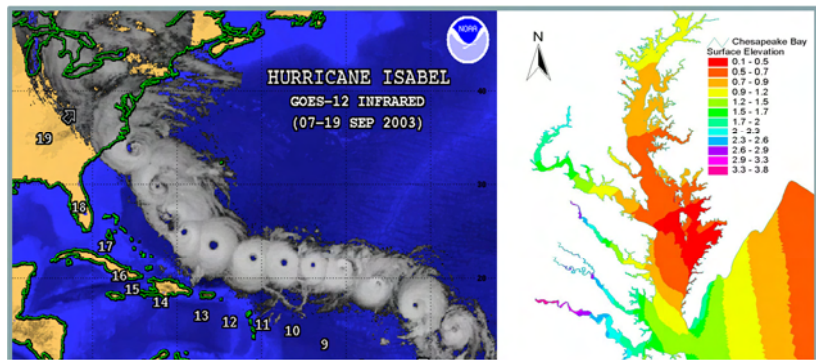 NOAA
HURRICANE ISABEL
GOES-12 INFRARED
(07-19 SEP 2003)
40
30
20
19
18
17
16
15
14
13
12
11
10
9
N
Chesapeake Bay
Surface Elevation
0.1 - 0.5
0.5 - 0.7
0.7 - 0.9
0.9 - 1.2
1.2 - 1.5
1.5 - 1.7
1.7 - 2
2 - 2.3
2.3 - 2.6
2.6 - 2.9
2.9 - 3.3
3.3 - 3.8